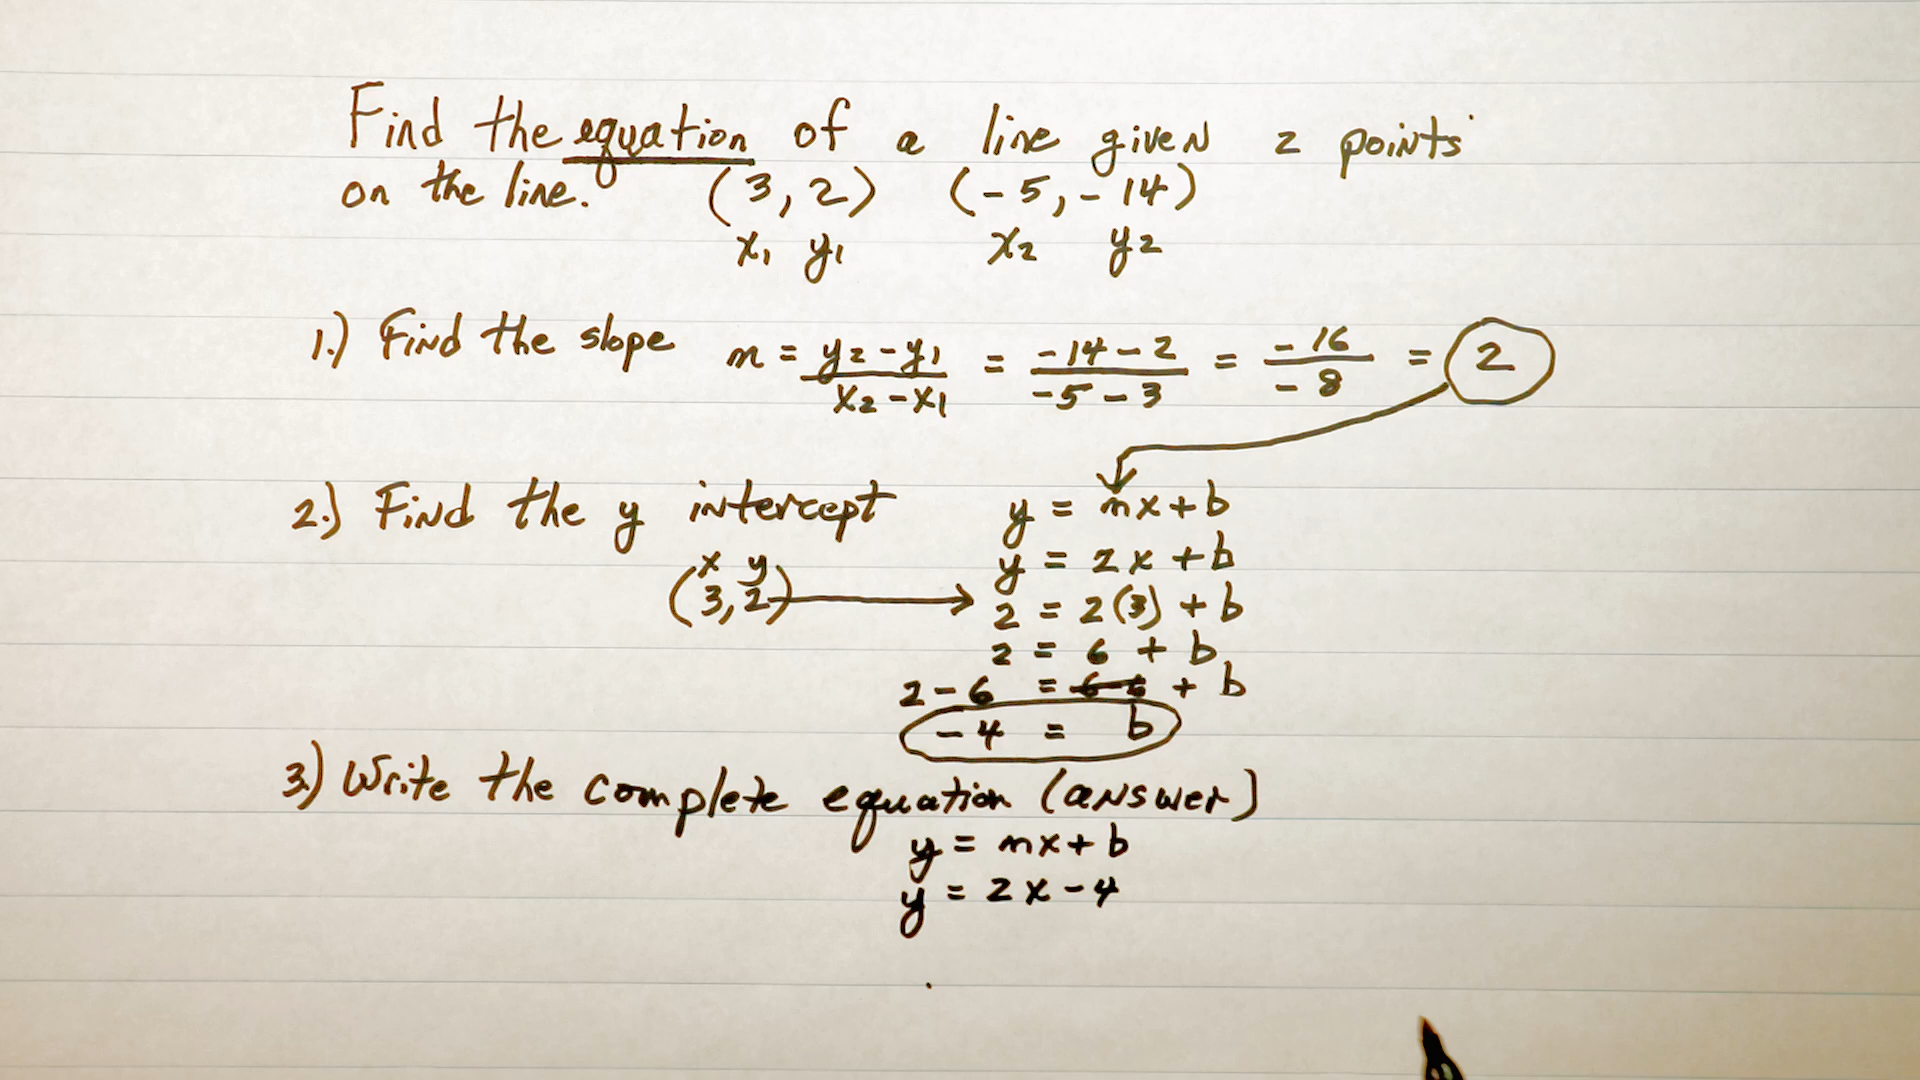 Find the equation of a line given 2 points
on the line. (3, 2) (-5, -14)
x₁ y₁ x₂ y₂
1.) Find the slope m = y₂-y₁/x₂-x₁ = -14-2/-5-3 = -16/-8 = 2
2.) Find the y intercept y = mx+b
x y
y = 2x+b
(3,2) 2 = 2(3)+b
2 = 6 + b
2-6 = 6-6 + b
-4 = b
3.) Write the complete equation (answer)
y = mx+b
y = 2x-4